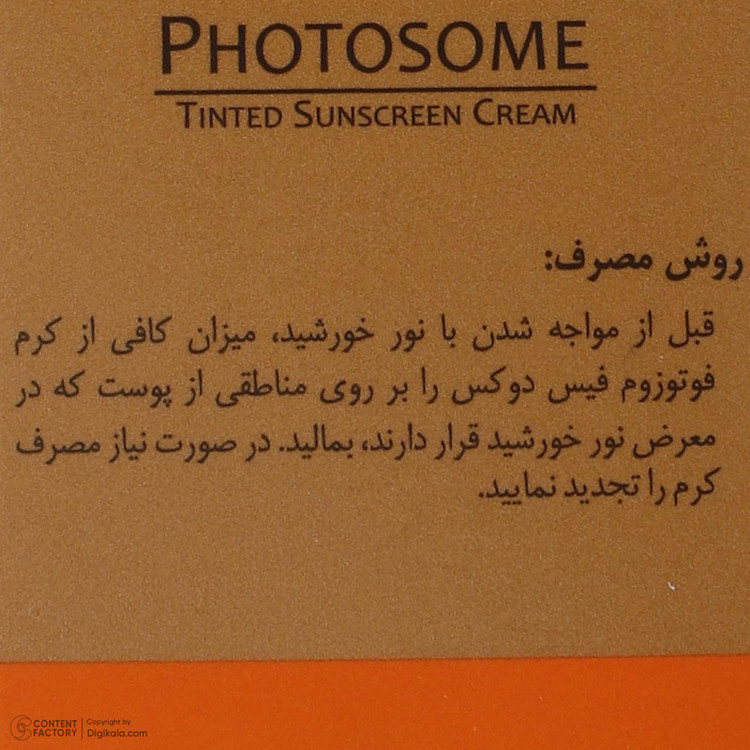 PHOTOSOME
TINTED SUNSCREEN CREAM
روش مصرف:
قبل از مواجه شدن با نور خورشید، میزان کافی از کرم
فوتوزوم فیس دوکس را بر روی مناطقی از پوست که در
معرض نور خورشید قرار دارند، بمالید. در صورت نیاز مصرف
کرم را تجدید نمایید.
CONTENT FACTORY
Copyright by
Digikala.com